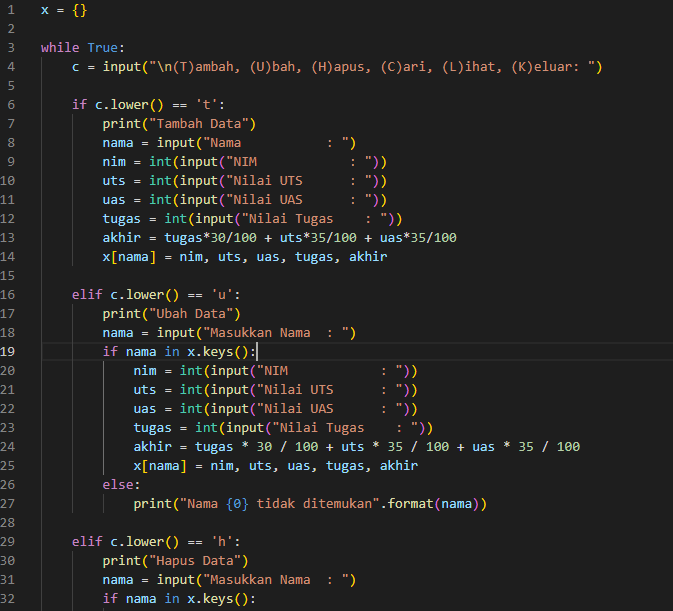 1 x = {}
2
3 while True:
4     c = input("\n(T)ambah, (U)bah, (H)apus, (C)ari, (L)ihat, (K)eluar: ")
5
6     if c.lower() == 't':
7         print("Tambah Data")
8         nama = input("Nama           : ")
9         nim = int(input("NIM            : "))
10         uts = int(input("Nilai UTS      : "))
11         uas = int(input("Nilai UAS      : "))
12         tugas = int(input("Nilai Tugas    : "))
13         akhir = tugas*30/100 + uts*35/100 + uas*35/100
14         x[nama] = nim, uts, uas, tugas, akhir
15
16     elif c.lower() == 'u':
17         print("Ubah Data")
18         nama = input("Masukkan Nama  : ")
19         if nama in x.keys():
20             nim = int(input("NIM            : "))
21             uts = int(input("Nilai UTS      : "))
22             uas = int(input("Nilai UAS      : "))
23             tugas = int(input("Nilai Tugas    : "))
24             akhir = tugas * 30 / 100 + uts * 35 / 100 + uas * 35 / 100
25             x[nama] = nim, uts, uas, tugas, akhir
26         else:
27             print("Nama {0} tidak ditemukan".format(nama))
28
29     elif c.lower() == 'h':
30         print("Hapus Data")
31         nama = input("Masukkan Nama  : ")
32         if nama in x.keys():